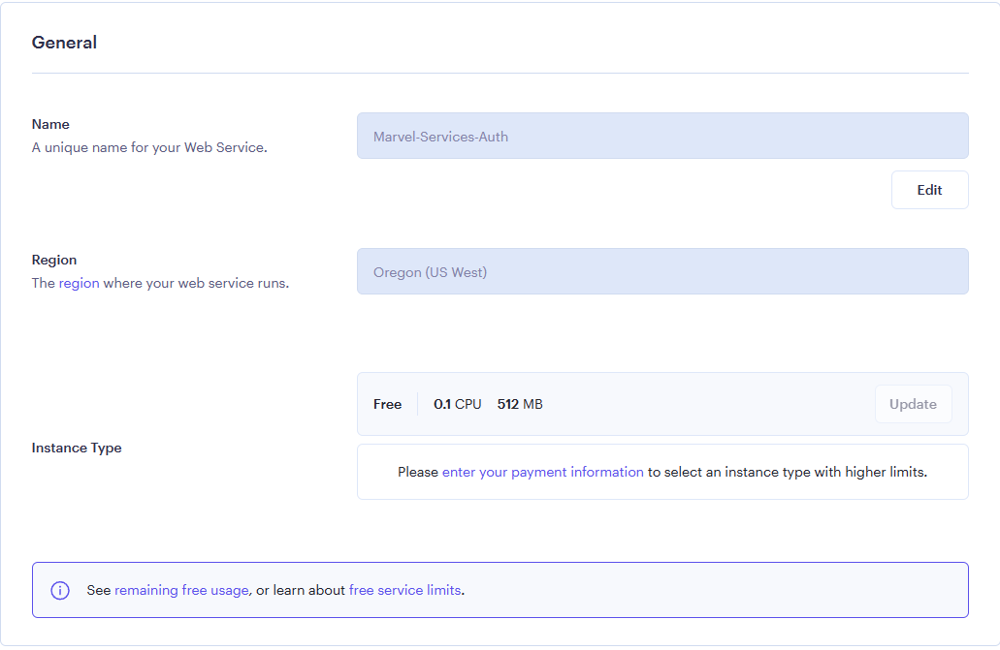 General
Name
A unique name for your Web Service.
Marvel-Services-Auth
Edit
Region
The region where your web service runs.
Oregon (US West)
Instance Type
Free 0.1 CPU 512 MB
Update
Please enter your payment information to select an instance type with higher limits.
See remaining free usage, or learn about free service limits.